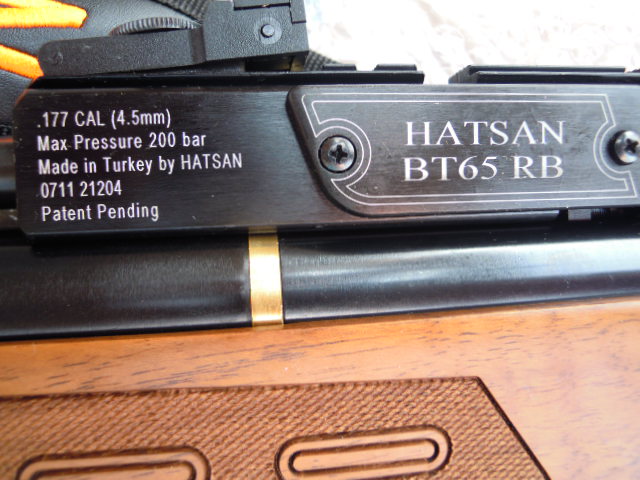 .177 CAL (4.5mm)
Max Pressure 200 bar
Made in Turkey by HATSAN
0711 21204
Patent Pending
HATSAN
BT65 RB